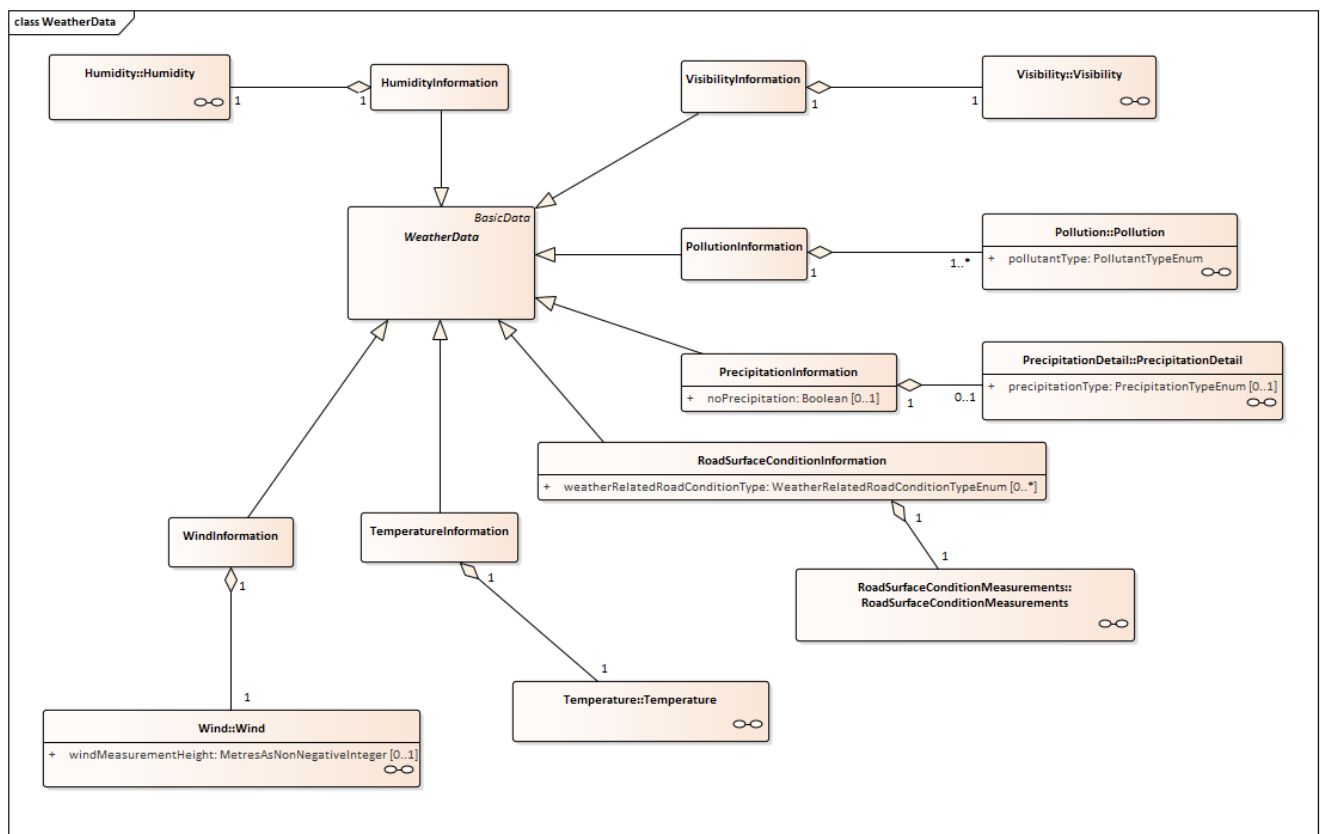 class WeatherData
Humidity::Humidity
1
1
HumidityInformation
VisibilityInformation
1
1
Visibility::Visibility
BasicData
WeatherData
PollutionInformation
1
1..*
Pollution::Pollution
+ pollutantType: PollutantTypeEnum
PrecipitationInformation
+ noPrecipitation: Boolean [0..1]
1
0..1
PrecipitationDetail::PrecipitationDetail
+ precipitationType: PrecipitationTypeEnum [0..1]
RoadSurfaceConditionInformation
+ weatherRelatedRoadConditionType: WeatherRelatedRoadConditionTypeEnum [0..*]
1
1
RoadSurfaceConditionMeasurements::
RoadSurfaceConditionMeasurements
WindInformation
1
1
TemperatureInformation
1
1
Temperature::Temperature
Wind::Wind
+ windMeasurementHeight: MetresAsNonNegativeInteger [0..1]